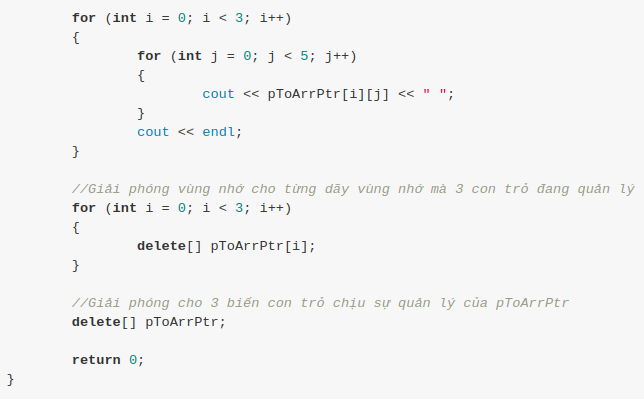 for (int i = 0; i < 3; i++)
{
for (int j = 0; j < 5; j++)
{
cout << pToArrPtr[i][j] << " ";
}
cout << endl;
}
//Giải phóng vùng nhớ cho từng dãy vùng nhớ mà 3 con trỏ đang quản lý
for (int i = 0; i < 3; i++)
{
delete[] pToArrPtr[i];
}
//Giải phóng cho 3 biến con trỏ chịu sự quản lý của pToArrPtr
delete[] pToArrPtr;
return 0;
}